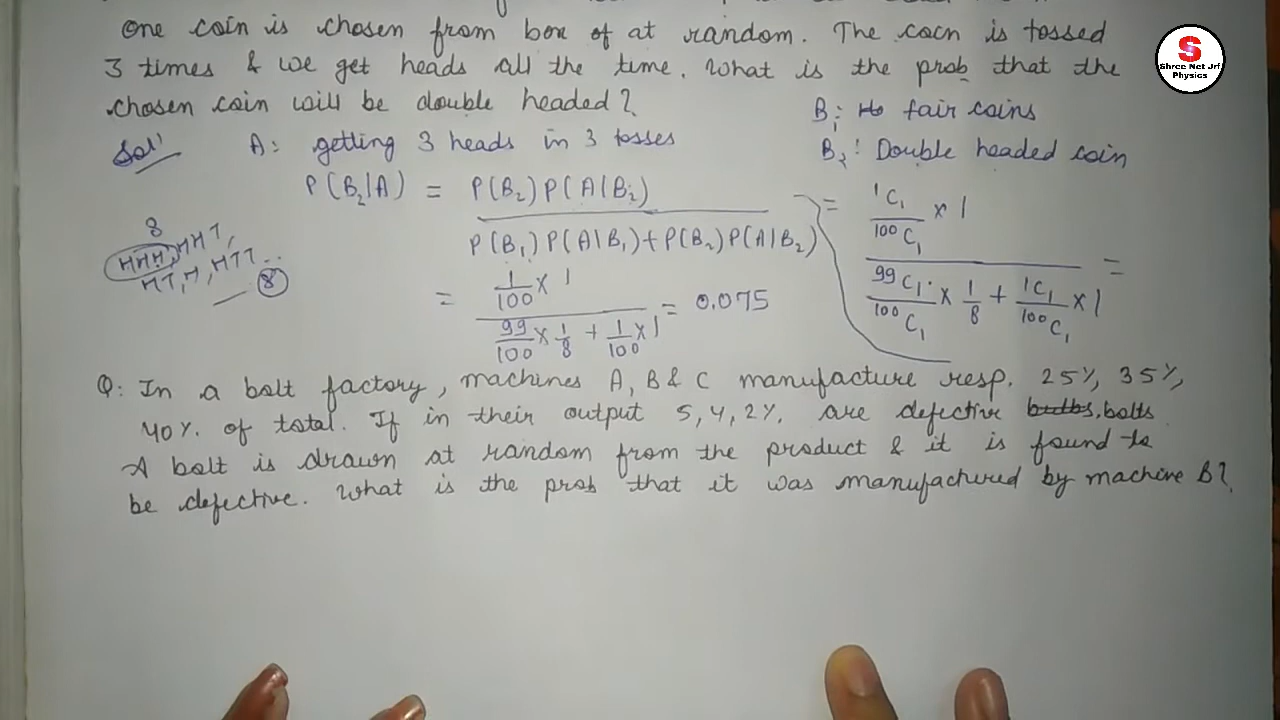 one coin is chosen from box of at random. The cocn is tossed
3 times & we get heads all the time. What is the prob that the
chosen coin will be double headed?
B₁: fair coins
Sol'
A: getting 3 heads in 3 tosses
B₂: Double headed coin
P(B₂|A) = P(B₂)P(A|B₂) / P(B₁)P(A|B₁)+P(B₂)P(A|B₂)
= ¹C₁/¹⁰⁰C₁ × 1 / ⁹⁹C₁/¹⁰⁰C₁ × 1/8 + ¹C₁/¹⁰⁰C₁ × 1 =
8
HHH, HHT,
HT,H, HTT..
8
= 1/100 × 1 / 99/100 × 1/8 + 1/100 × 1 = 0.075
Q: In a bolt factory, machines A, B & C manufacture resp. 25%, 35%,
40%. of total. If in their output 5, 4, 2%. are defective bulbs. bolts
A bolt is drawn at random from the product & it is found to
be defective. What is the prob that it was manufactured by machine B?
S
Shree Net Jrf
Physics